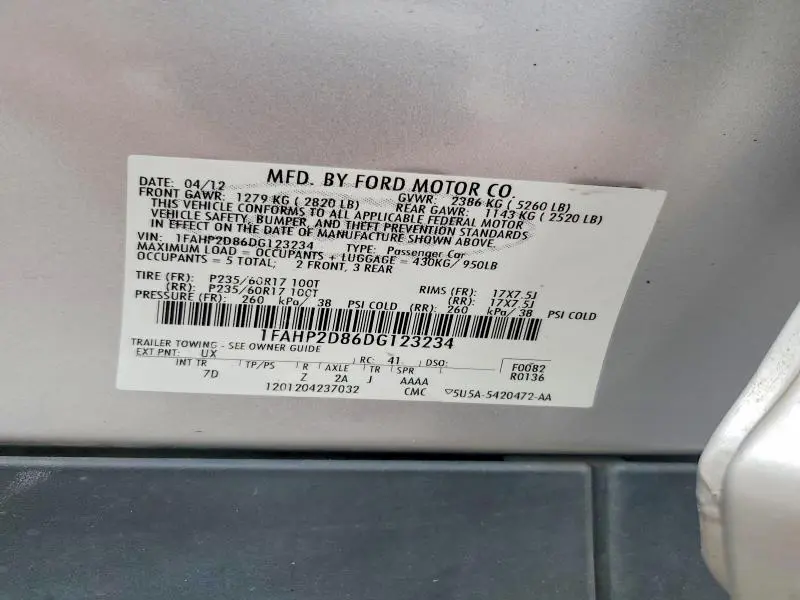 MFD. BY FORD MOTOR CO.
DATE: 04/12 GVWR: 2386 KG ( 5260 LB)
FRONT GAWR: 1279 KG ( 2820 LB) REAR GAWR: 1143 KG ( 2520 LB)
THIS VEHICLE CONFORMS TO ALL APPLICABLE FEDERAL MOTOR
VEHICLE SAFETY, BUMPER, AND THEFT PREVENTION STANDARDS
IN EFFECT ON THE DATE OF MANUFACTURE SHOWN ABOVE.
VIN: 1FAHP2D86DG123234 TYPE: Passenger Car
MAXIMUM LOAD = OCCUPANTS + LUGGAGE = 430KG/ 950LB
OCCUPANTS = 5 TOTAL; 2 FRONT, 3 REAR
TIRE (FR): P235/60R17 100T RIMS (FR): 17X7.5J
(RR): P235/60R17 100T (RR): 17X7.5J
PRESSURE (FR): 260 kPa/ 38 PSI COLD (RR): 260 kPa/ 38 PSI COLD
1FAHP2D86DG123234
TRAILER TOWING - SEE OWNER GUIDE
EXT PNT: UX RC: 41 DSO: F0082
R0136
INT TR TP/PS R AXLE TR SPR
7D Z 2A J AAAA
1201204237032 CMC ▽5U5A-5420472-AA